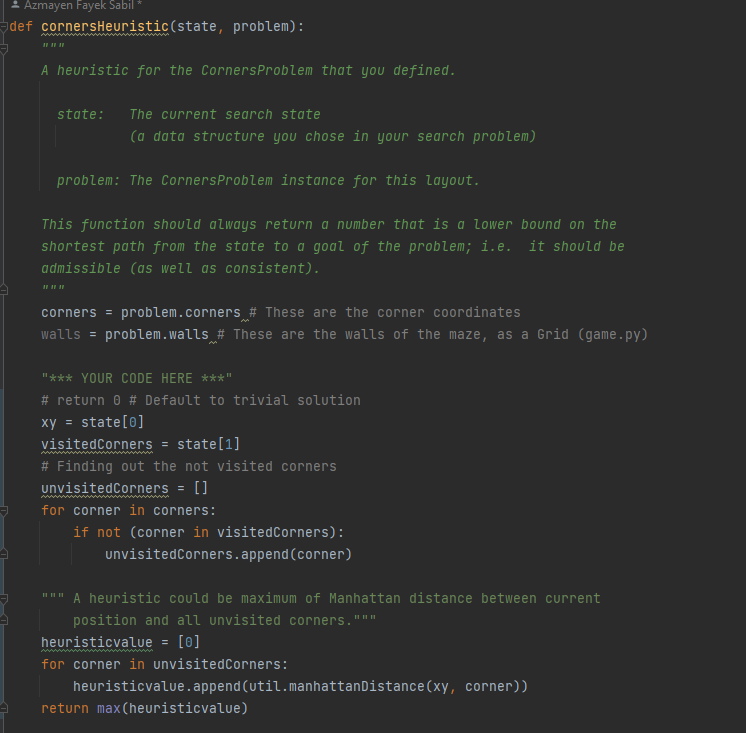 Azmayen Fayek Sabil *
def cornersHeuristic(state, problem):
    """
    A heuristic for the CornersProblem that you defined.

      state:   The current search state
               (a data structure you chose in your search problem)

      problem: The CornersProblem instance for this layout.

    This function should always return a number that is a lower bound on the
    shortest path from the state to a goal of the problem; i.e.  it should be
    admissible (as well as consistent).
    """
    corners = problem.corners # These are the corner coordinates
    walls = problem.walls # These are the walls of the maze, as a Grid (game.py)

    "*** YOUR CODE HERE ***"
    # return 0 # Default to trivial solution
    xy = state[0]
    visitedCorners = state[1]
    # Finding out the not visited corners
    unvisitedCorners = []
    for corner in corners:
        if not (corner in visitedCorners):
            unvisitedCorners.append(corner)

    """ A heuristic could be maximum of Manhattan distance between current
        position and all unvisited corners."""
    heuristicvalue = [0]
    for corner in unvisitedCorners:
        heuristicvalue.append(util.manhattanDistance(xy, corner))
    return max(heuristicvalue)